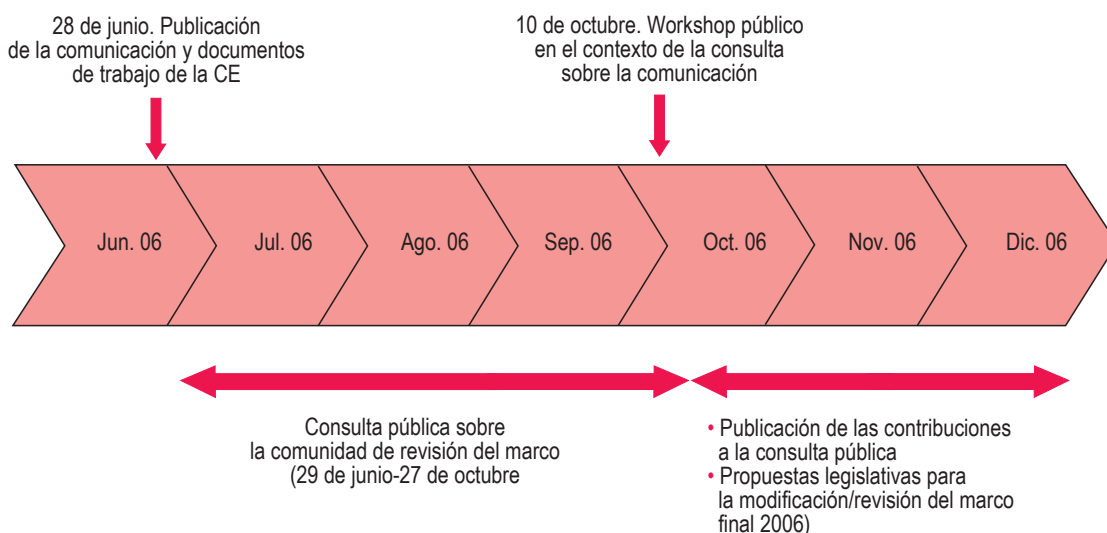 28 de junio. Publicación
de la comunicación y documentos
de trabajo de la CE
10 de octubre. Workshop público
en el contexto de la consulta
sobre la comunicación
Jun. 06
Jul. 06
Ago. 06
Sep. 06
Oct. 06
Nov. 06
Dic. 06
Consulta pública sobre
la comunidad de revisión del marco
(29 de junio-27 de octubre
• Publicación de las contribuciones
a la consulta pública
• Propuestas legislativas para
la modificación/revisión del marco
final 2006)